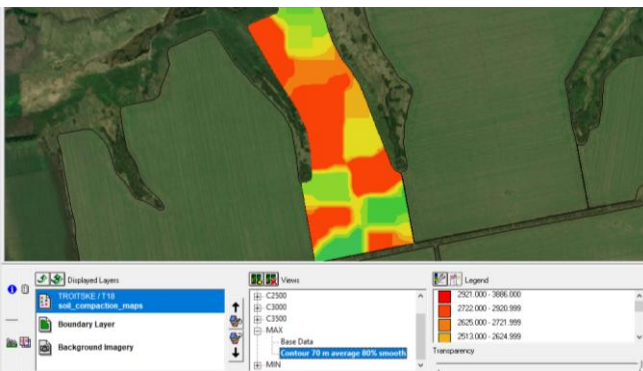 Displayed Layers
TROITSKE / T18
soil_compaction_maps
Boundary Layer
Background Imagery
Views
C2500
C3000
C3500
MAX
Base Data
Contour 70 m average 80% smooth
MIN
Legend
2921.000 - 3886.000
2722.000 - 2920.999
2625.000 - 2721.999
2513.000 - 2624.999
Transparency